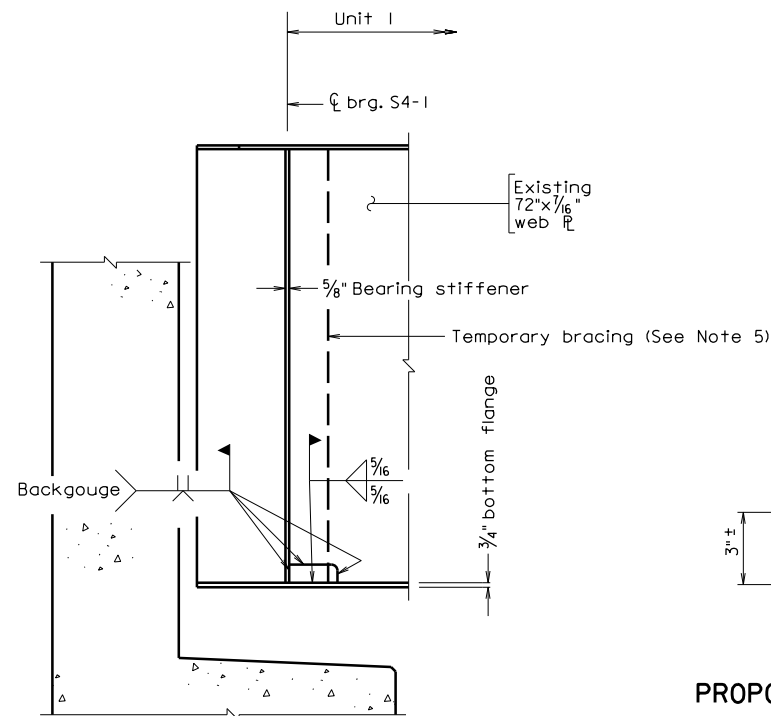 Unit 1
℄ brg. S4-1
Existing
72"x7/16"
web ⅊
5/8" Bearing stiffener
Temporary bracing (See Note 5)
3/4" bottom flange
5/16
5/16
Backgouge
3"±
PROPO